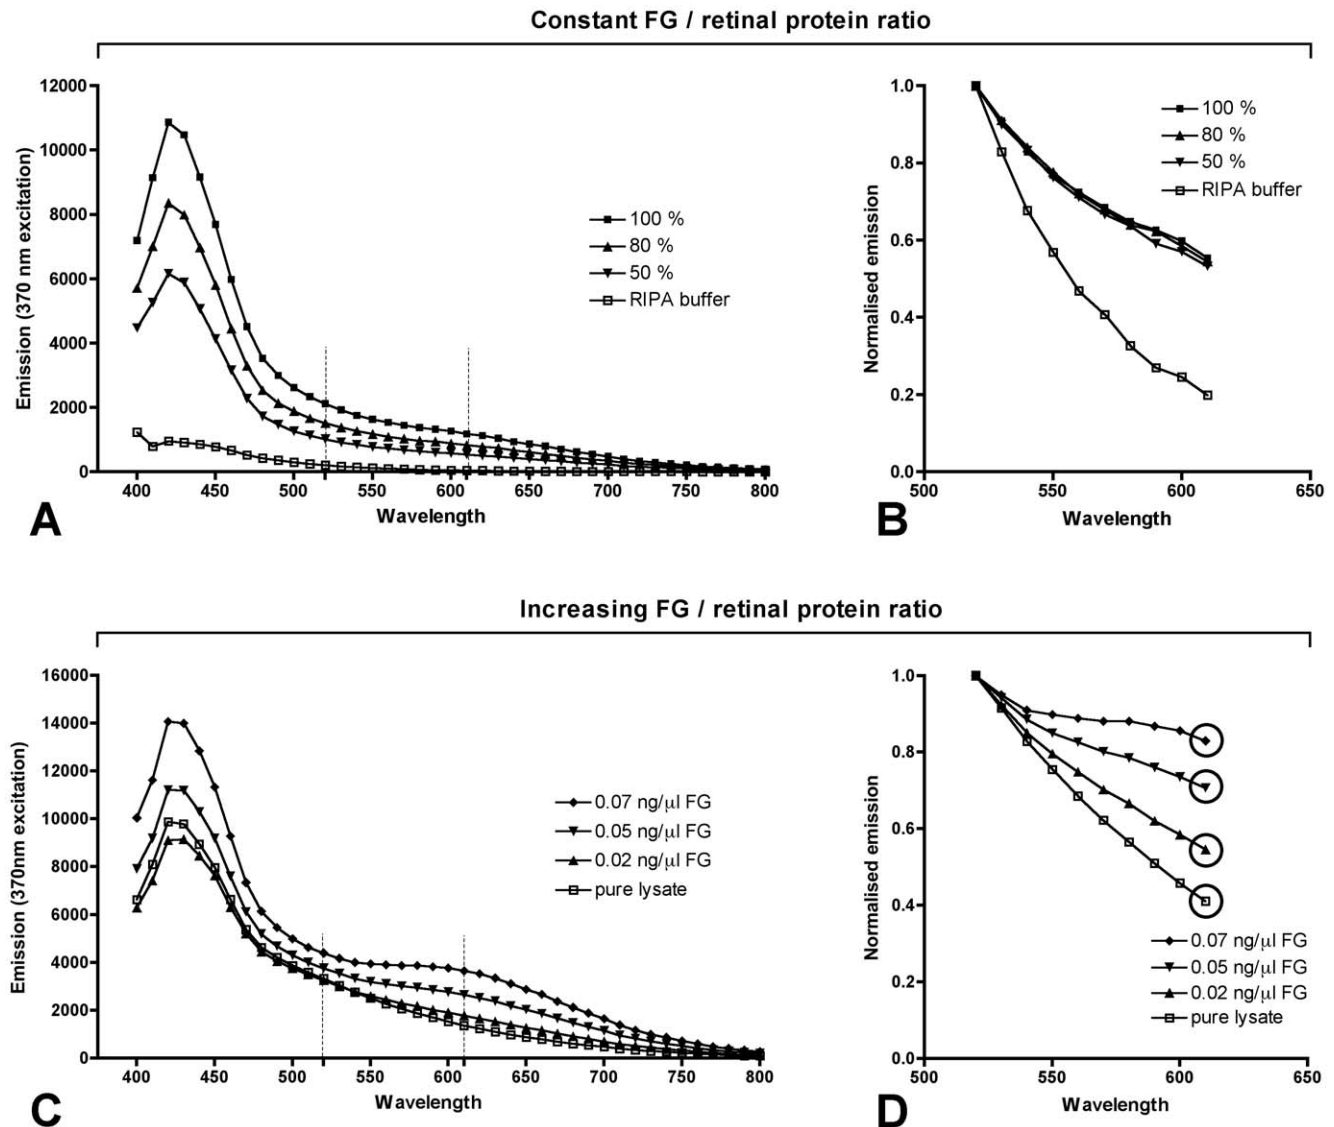 Constant FG / retinal protein ratio
12000
10000
8000
6000
4000
2000
0
Emission (370 nm excitation)
100 %
80 %
50 %
RIPA buffer
400 450 500 550 600 650 700 750 800
Wavelength
A
1.0
0.8
0.6
0.4
0.2
0.0
Normalised emission
100 %
80 %
50 %
RIPA buffer
500 550 600 650
Wavelength
B
Increasing FG / retinal protein ratio
16000
14000
12000
10000
8000
6000
4000
2000
0
Emission (370nm excitation)
0.07 ng/μl FG
0.05 ng/μl FG
0.02 ng/μl FG
pure lysate
400 450 500 550 600 650 700 750 800
Wavelength
C
1.0
0.8
0.6
0.4
0.2
0.0
Normalised emission
0.07 ng/μl FG
0.05 ng/μl FG
0.02 ng/μl FG
pure lysate
500 550 600 650
Wavelength
D